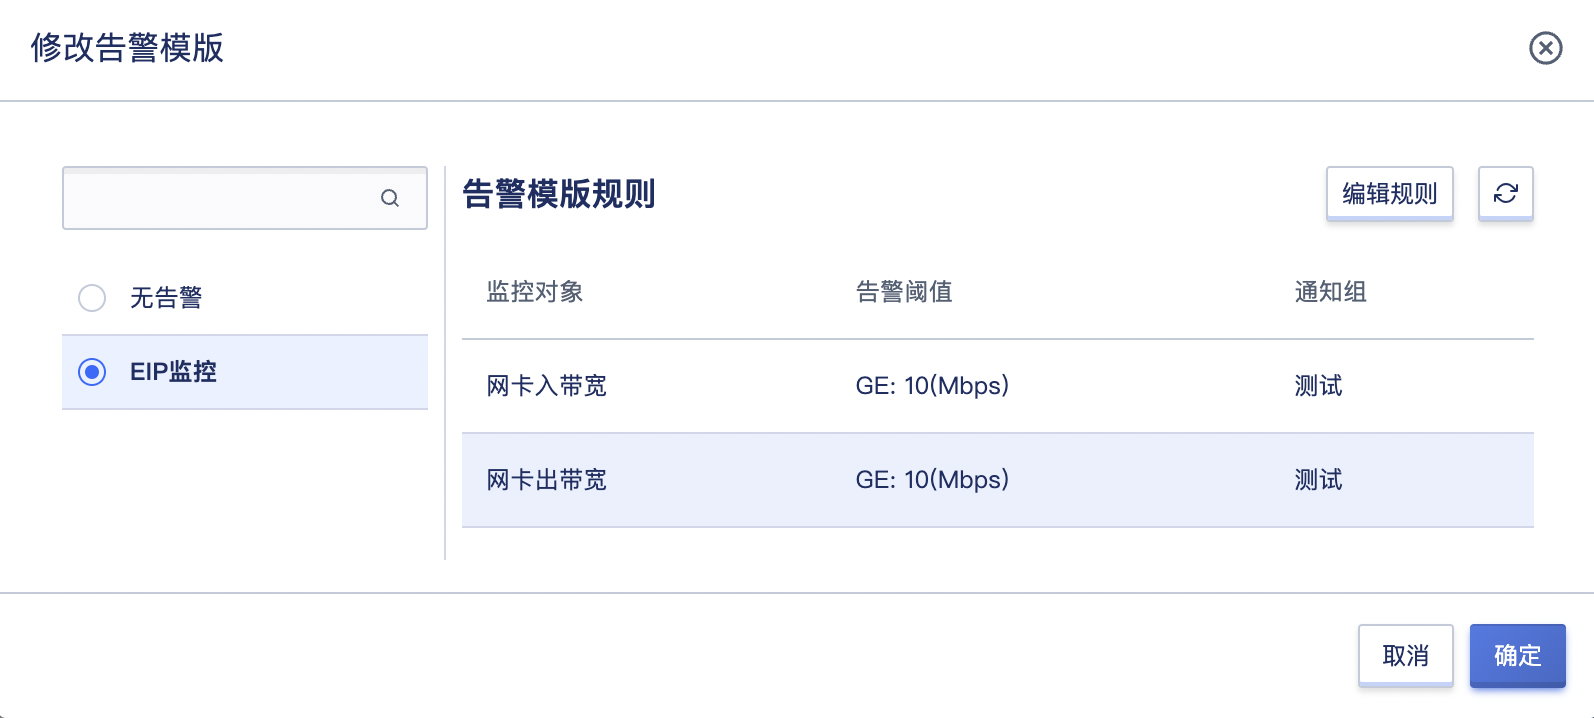 修改告警模版
告警模版规则
编辑规则
无告警
EIP监控
监控对象 告警阈值 通知组
网卡入带宽 GE: 10(Mbps) 测试
网卡出带宽 GE: 10(Mbps) 测试
取消
确定